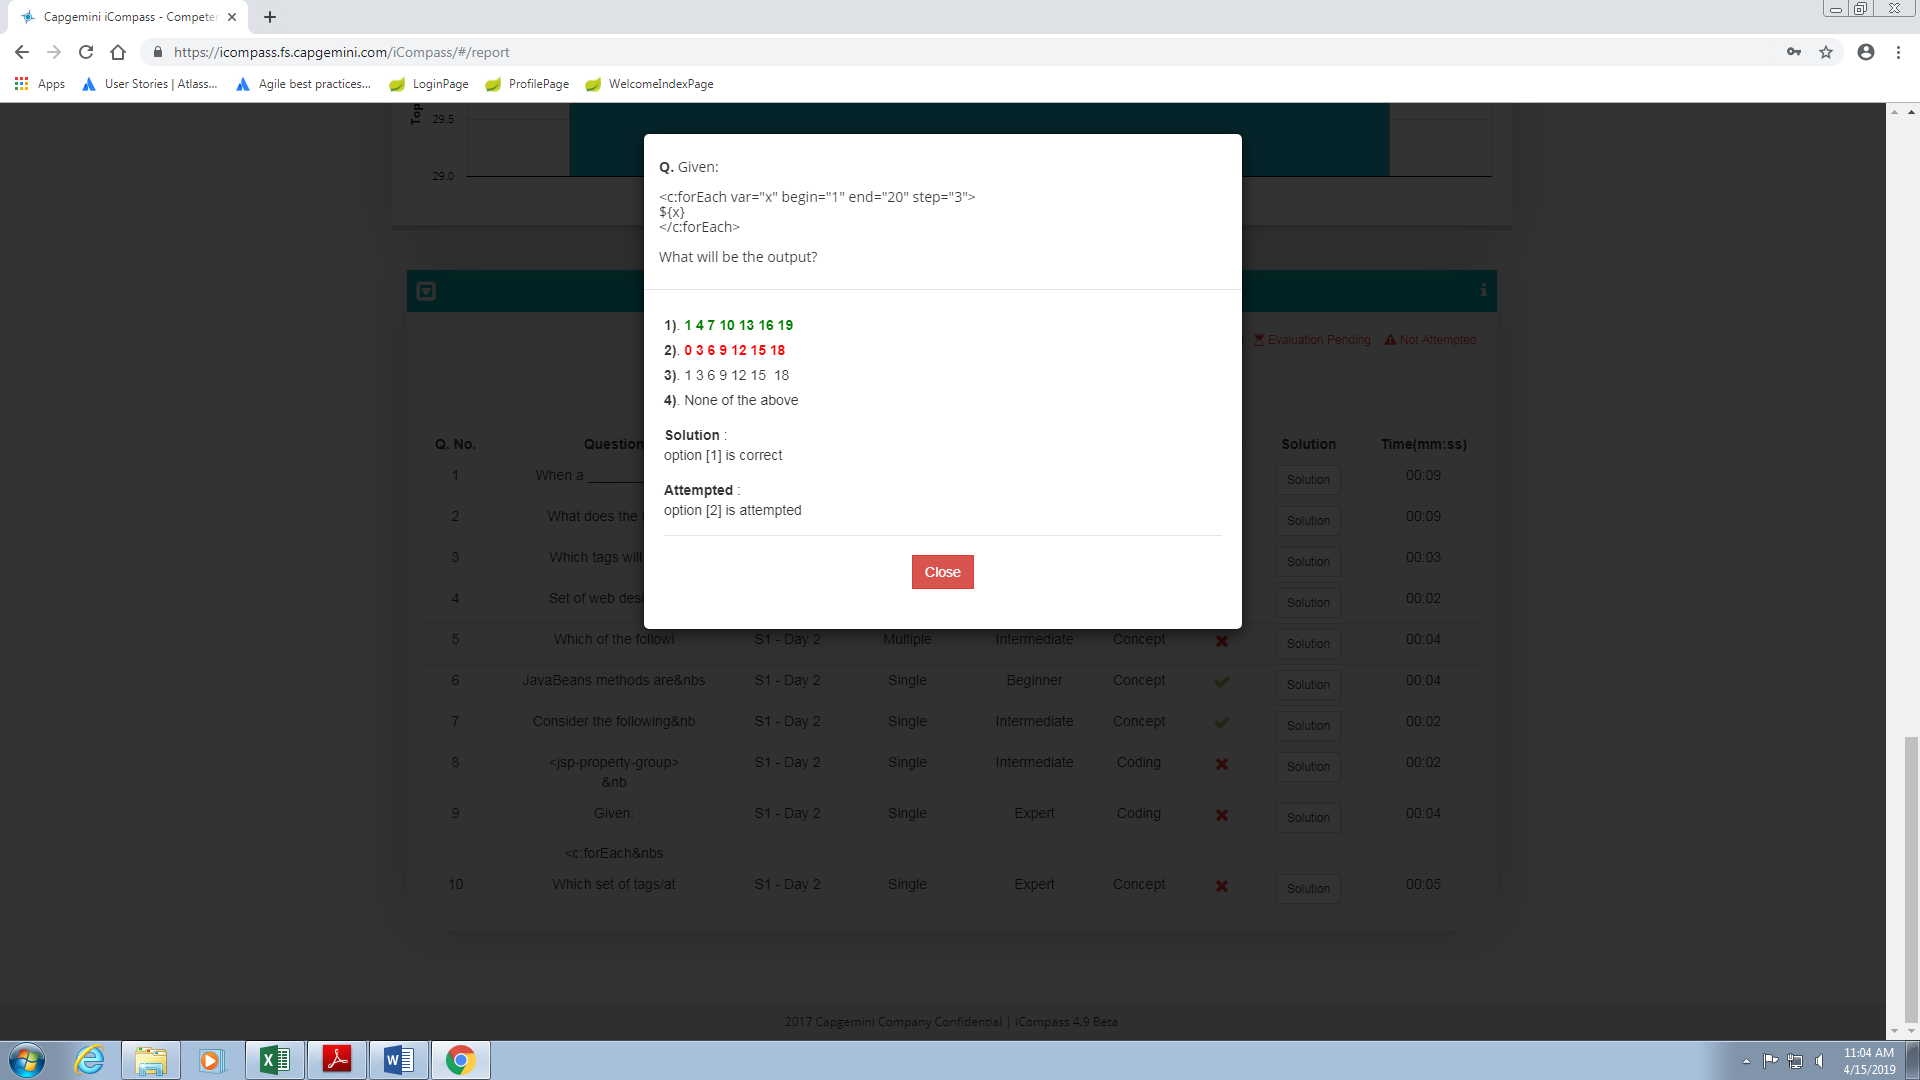 Capgemini iCompass - Competen
https://icompass.fs.capgemini.com/iCompass/#/report
Apps
User Stories | Atlass...
Agile best practices...
LoginPage
ProfilePage
WelcomeIndexPage
Top
29.5
29.0
Q. Given:
<c:forEach var="x" begin="1" end="20" step="3">
${x}
</c:forEach>
What will be the output?
1). 1 4 7 10 13 16 19
2). 0 3 6 9 12 15 18
3). 1 3 6 9 12 15  18
4). None of the above
Solution :
option [1] is correct
Attempted :
option [2] is attempted
Close
Evaluation Pending Not Attempted
Q. No. Question Solution Time(mm:ss)
1 When a ________ Solution 00:09
2 What does the Solution 00:09
3 Which tags will Solution 00:03
4 Set of web des Solution 00:02
5 Which of the followi S1 - Day 2 Multiple Intermediate Concept Solution 00:04
6 JavaBeans methods are&nbs S1 - Day 2 Single Beginner Concept Solution 00:04
7 Consider the following&nb S1 - Day 2 Single Intermediate Concept Solution 00:02
8 <jsp-property-group> S1 - Day 2 Single Intermediate Coding Solution 00:02
&nb
9 Given: S1 - Day 2 Single Expert Coding Solution 00:04
<c:forEach&nbs
10 Which set of tags/at S1 - Day 2 Single Expert Concept Solution 00:05
2017 Capgemini Company Confidential | iCompass 4.9 Beta
11:04 AM
4/15/2019